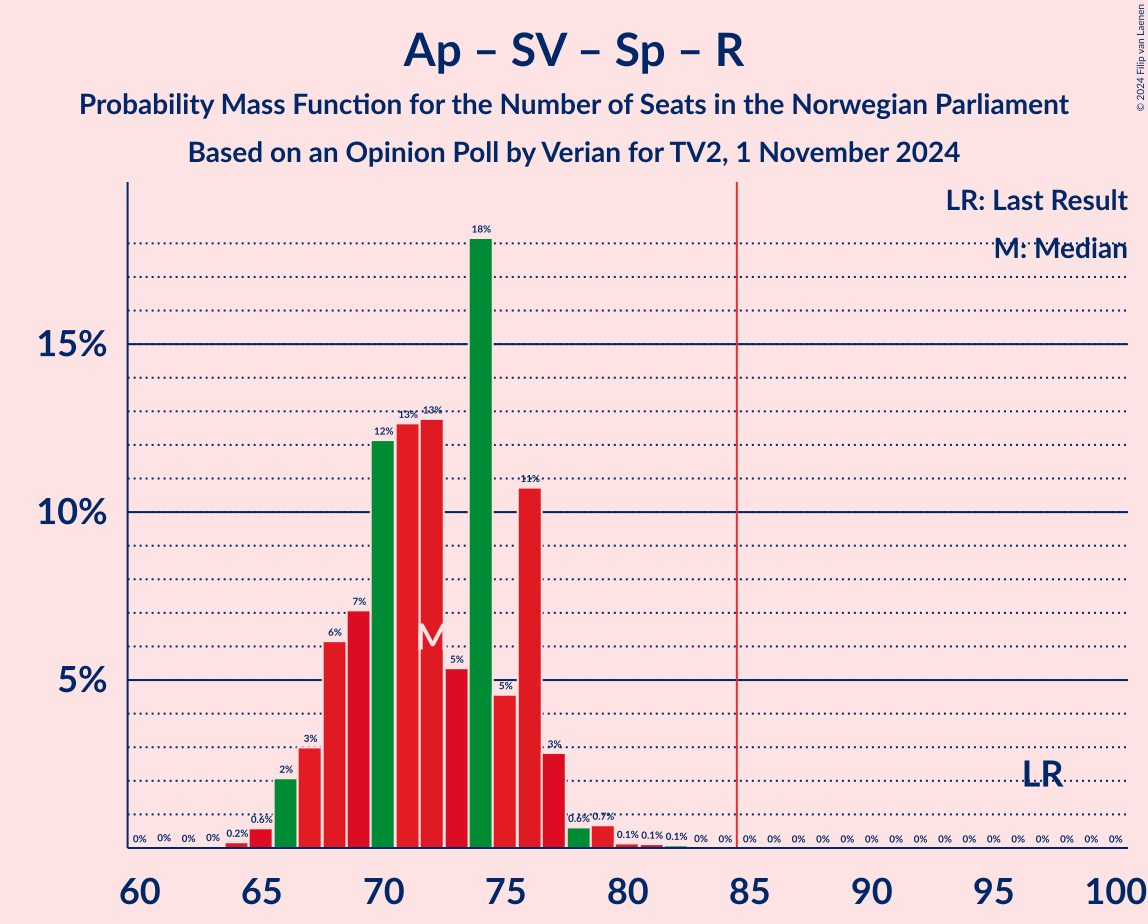 Ap – SV – Sp – R
Probability Mass Function for the Number of Seats in the Norwegian Parliament
Based on an Opinion Poll by Verian for TV2, 1 November 2024
© 2024 Filip van Laenen
LR: Last Result
M: Median
15%
10%
5%
0% 0% 0% 0% 0.2% 0.6% 2% 3% 6% 7% 12% 13% 13% 5% 18% 5% 11% 3% 0.6% 0.7% 0.1% 0.1% 0.1% 0% 0% 0% 0% 0% 0% 0% 0% 0% 0% 0% 0% 0% 0% 0% 0% 0% 0%
M
LR
60 65 70 75 80 85 90 95 100